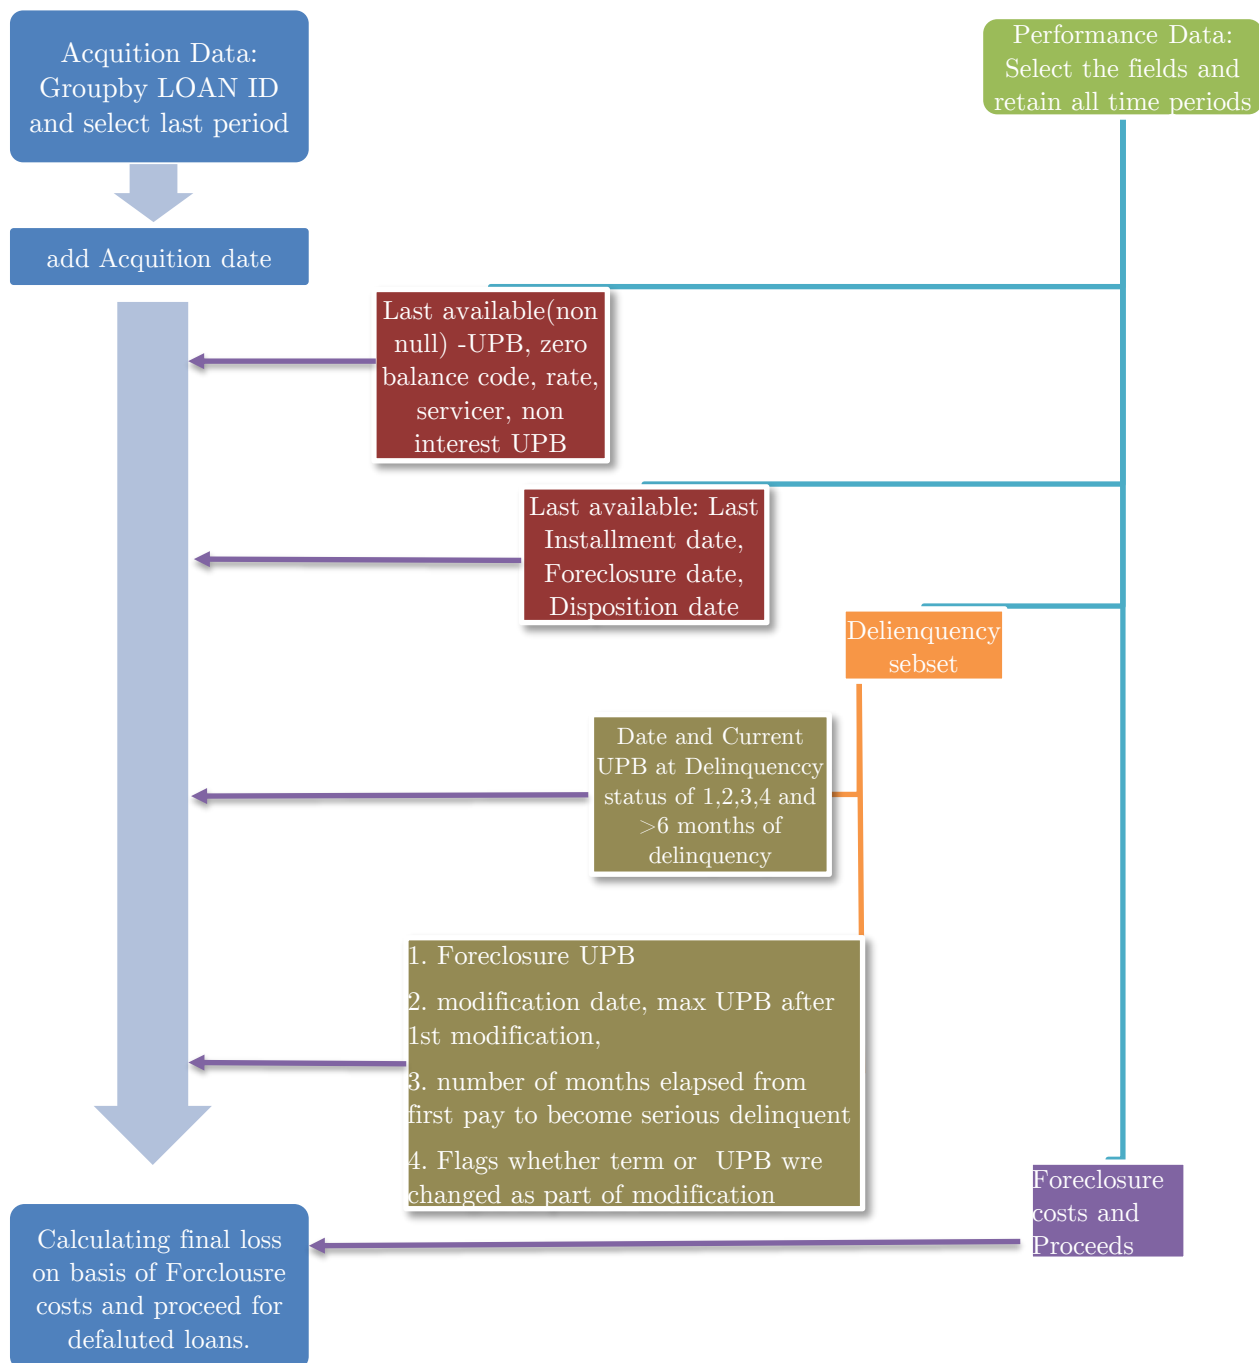 Acquition Data:
Groupby LOAN ID
and select last period
Performance Data:
Select the fields and
retain all time periods
add Acquition date
Last available(non
null) -UPB, zero
balance code, rate,
servicer, non
interest UPB
Last available: Last
Installment date,
Foreclosure date,
Disposition date
Delienquency
sebset
Date and Current
UPB at Delinquenccy
status of 1,2,3,4 and
>6 months of
delinquency
1. Foreclosure UPB
2. modification date, max UPB after
1st modification,
3. number of months elapsed from
first pay to become serious delinquent
4. Flags whether term or UPB wre
changed as part of modification
Foreclosure
costs and
Proceeds
Calculating final loss
on basis of Forclousre
costs and proceed for
defaluted loans.